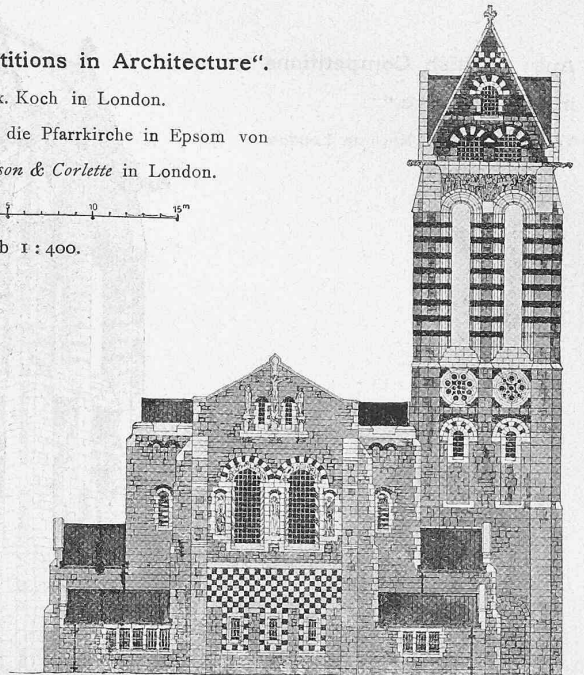 titions in Architecture“.
x. Koch in London.
die Pfarrkirche in Epsom von
son & Corlette in London.
5 10 15m
b 1 : 400.